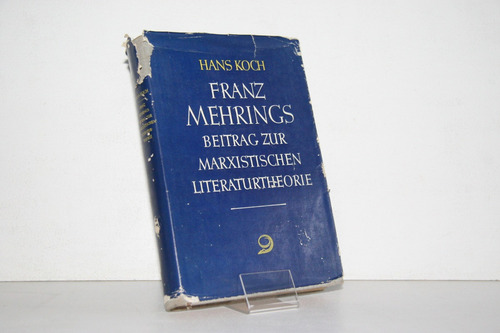 HANS KOCH
FRANZ
MEHRINGS
BEITRAG ZUR
MARXISTISCHEN
LITERATURTHEORIE